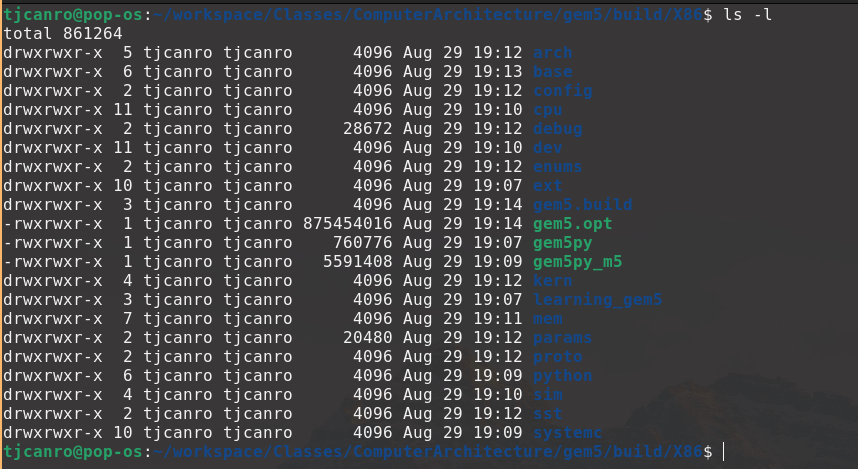 tjcanro@pop-os:~/workspace/Classes/ComputerArchitecture/gem5/build/X86$ ls -l
total 861264
drwxrwxr-x  5 tjcanro tjcanro      4096 Aug 29 19:12 arch
drwxrwxr-x  6 tjcanro tjcanro      4096 Aug 29 19:13 base
drwxrwxr-x  2 tjcanro tjcanro      4096 Aug 29 19:12 config
drwxrwxr-x 11 tjcanro tjcanro      4096 Aug 29 19:10 cpu
drwxrwxr-x  2 tjcanro tjcanro     28672 Aug 29 19:12 debug
drwxrwxr-x 11 tjcanro tjcanro      4096 Aug 29 19:10 dev
drwxrwxr-x  2 tjcanro tjcanro      4096 Aug 29 19:12 enums
drwxrwxr-x 10 tjcanro tjcanro      4096 Aug 29 19:07 ext
drwxrwxr-x  3 tjcanro tjcanro      4096 Aug 29 19:14 gem5.build
-rwxrwxr-x  1 tjcanro tjcanro 875454016 Aug 29 19:14 gem5.opt
-rwxrwxr-x  1 tjcanro tjcanro    760776 Aug 29 19:07 gem5py
-rwxrwxr-x  1 tjcanro tjcanro   5591408 Aug 29 19:09 gem5py_m5
drwxrwxr-x  4 tjcanro tjcanro      4096 Aug 29 19:12 kern
drwxrwxr-x  3 tjcanro tjcanro      4096 Aug 29 19:07 learning_gem5
drwxrwxr-x  7 tjcanro tjcanro      4096 Aug 29 19:11 mem
drwxrwxr-x  2 tjcanro tjcanro     20480 Aug 29 19:12 params
drwxrwxr-x  2 tjcanro tjcanro      4096 Aug 29 19:12 proto
drwxrwxr-x  6 tjcanro tjcanro      4096 Aug 29 19:09 python
drwxrwxr-x  4 tjcanro tjcanro      4096 Aug 29 19:10 sim
drwxrwxr-x  2 tjcanro tjcanro      4096 Aug 29 19:12 sst
drwxrwxr-x 10 tjcanro tjcanro      4096 Aug 29 19:09 systemc
tjcanro@pop-os:~/workspace/Classes/ComputerArchitecture/gem5/build/X86$